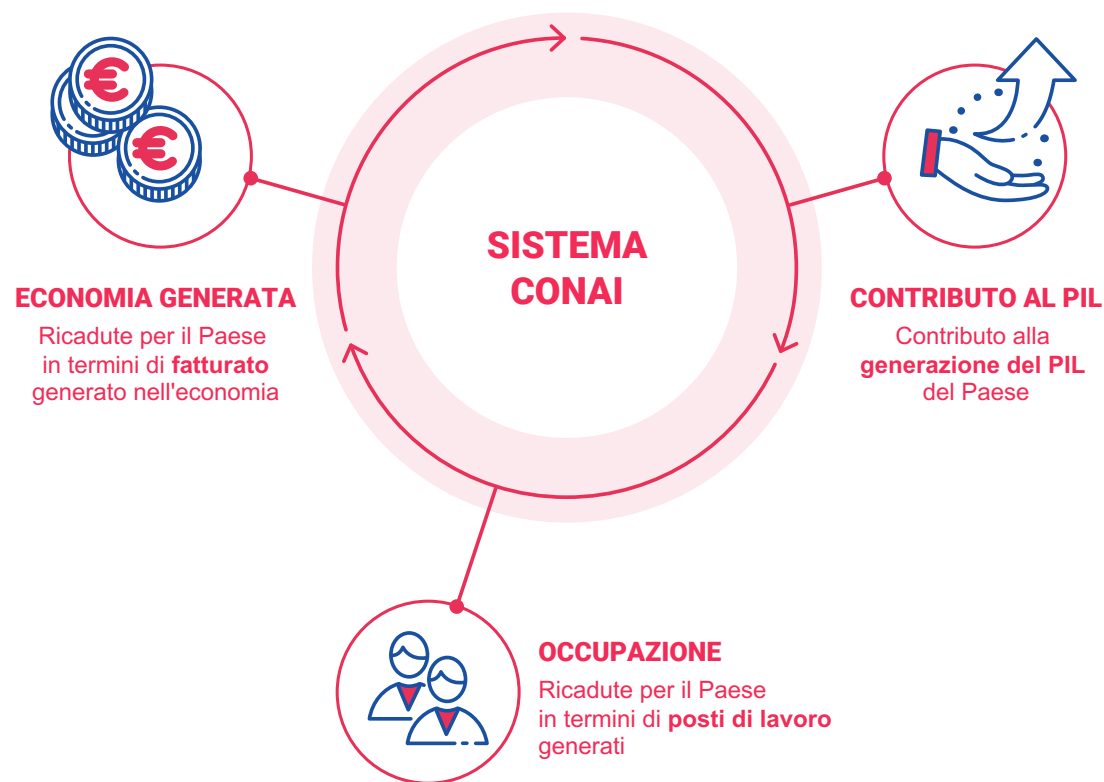 SISTEMA
CONAI
ECONOMIA GENERATA
Ricadute per il Paese
in termini di fatturato
generato nell'economia
CONTRIBUTO AL PIL
Contributo alla
generazione del PIL
del Paese
OCCUPAZIONE
Ricadute per il Paese
in termini di posti di lavoro
generati